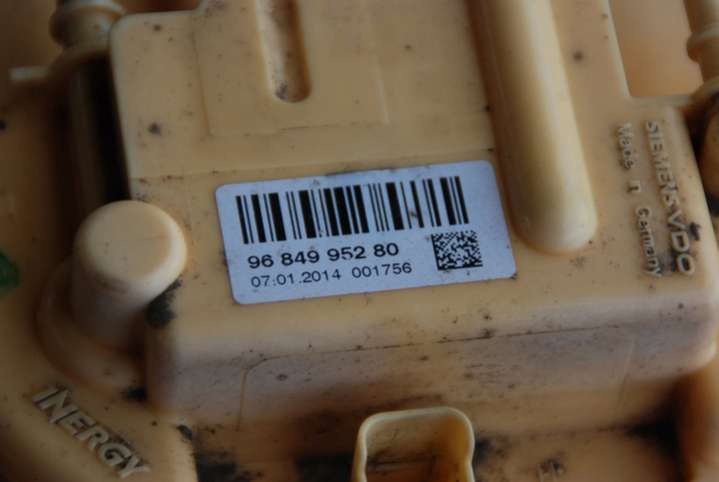 96 849 952 80
07.01.2014 001756
SIEMENS VDO
Made in Germany
iNERGY